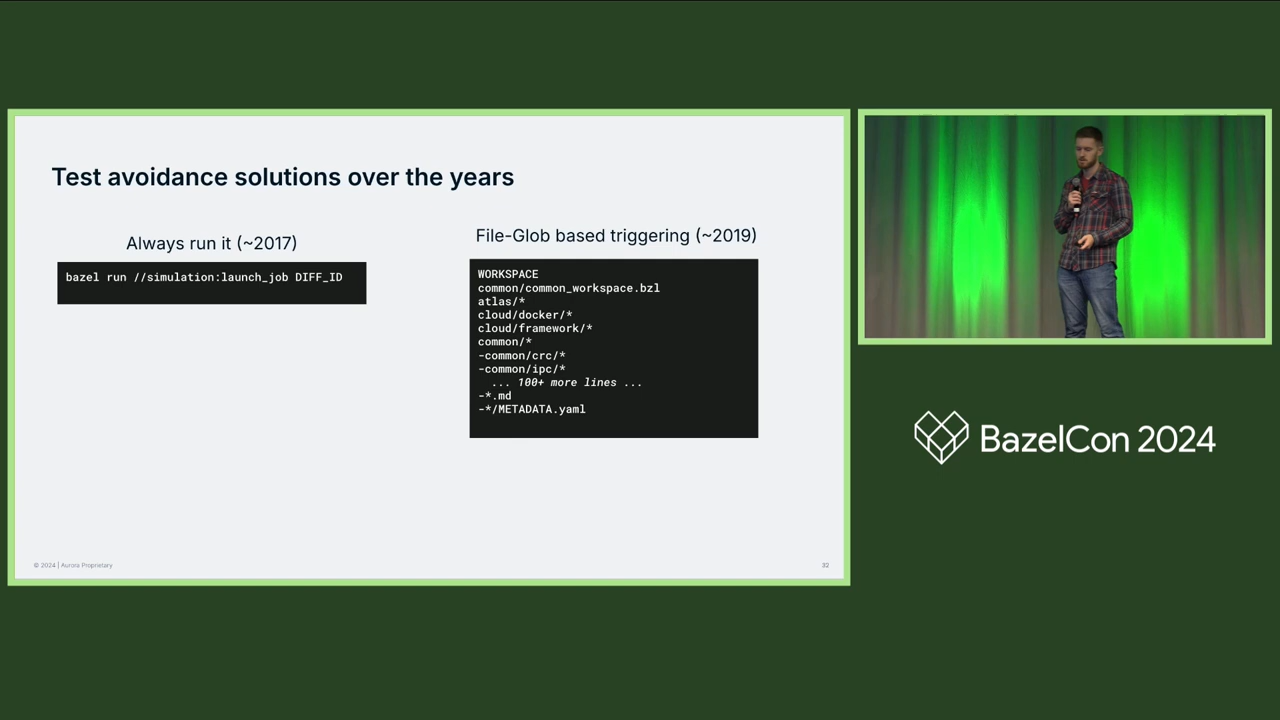 Test avoidance solutions over the years
Always run it (~2017)
bazel run //simulation:launch_job DIFF_ID
File-Glob based triggering (~2019)
WORKSPACE
common/common_workspace.bzl
atlas/*
cloud/docker/*
cloud/framework/*
common/*
-common/crc/*
-common/ipc/*
... 100+ more lines ...
-*.md
-*/METADATA.yaml
© 2024 | Aurora Proprietary
32
BazelCon 2024